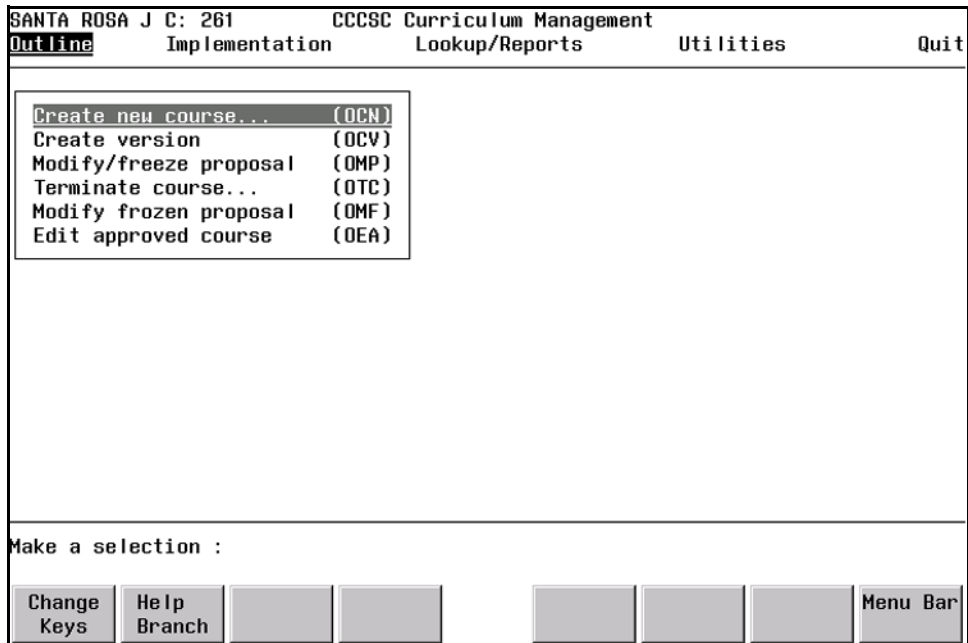 SANTA ROSA J C: 261 CCCSC Curriculum Management
Outline Implementation Lookup/Reports Utilities Quit
Create new course... (OCN)
Create version (OCV)
Modify/freeze proposal (OMP)
Terminate course... (OTC)
Modify frozen proposal (OMF)
Edit approved course (OEA)
Make a selection :
Change Help Menu Bar
Keys Branch